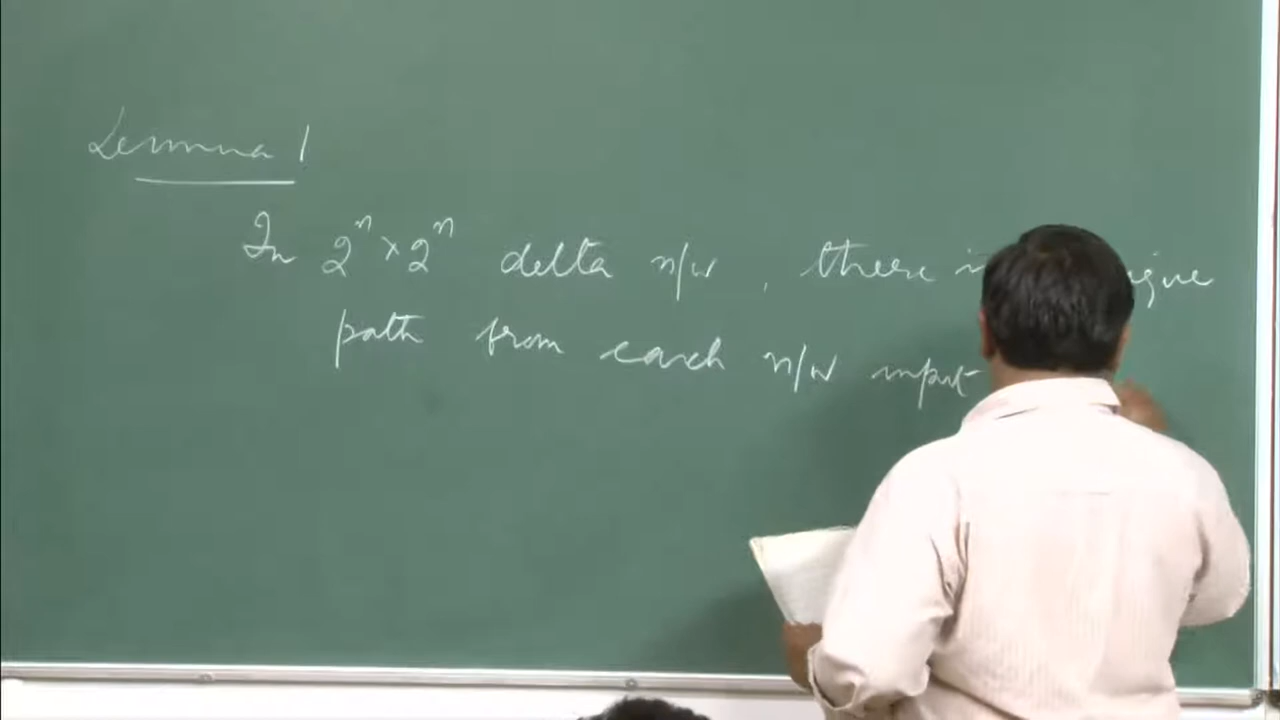 Lemma 1
In 2^n × 2^n delta n/w, there
path from each n/w input